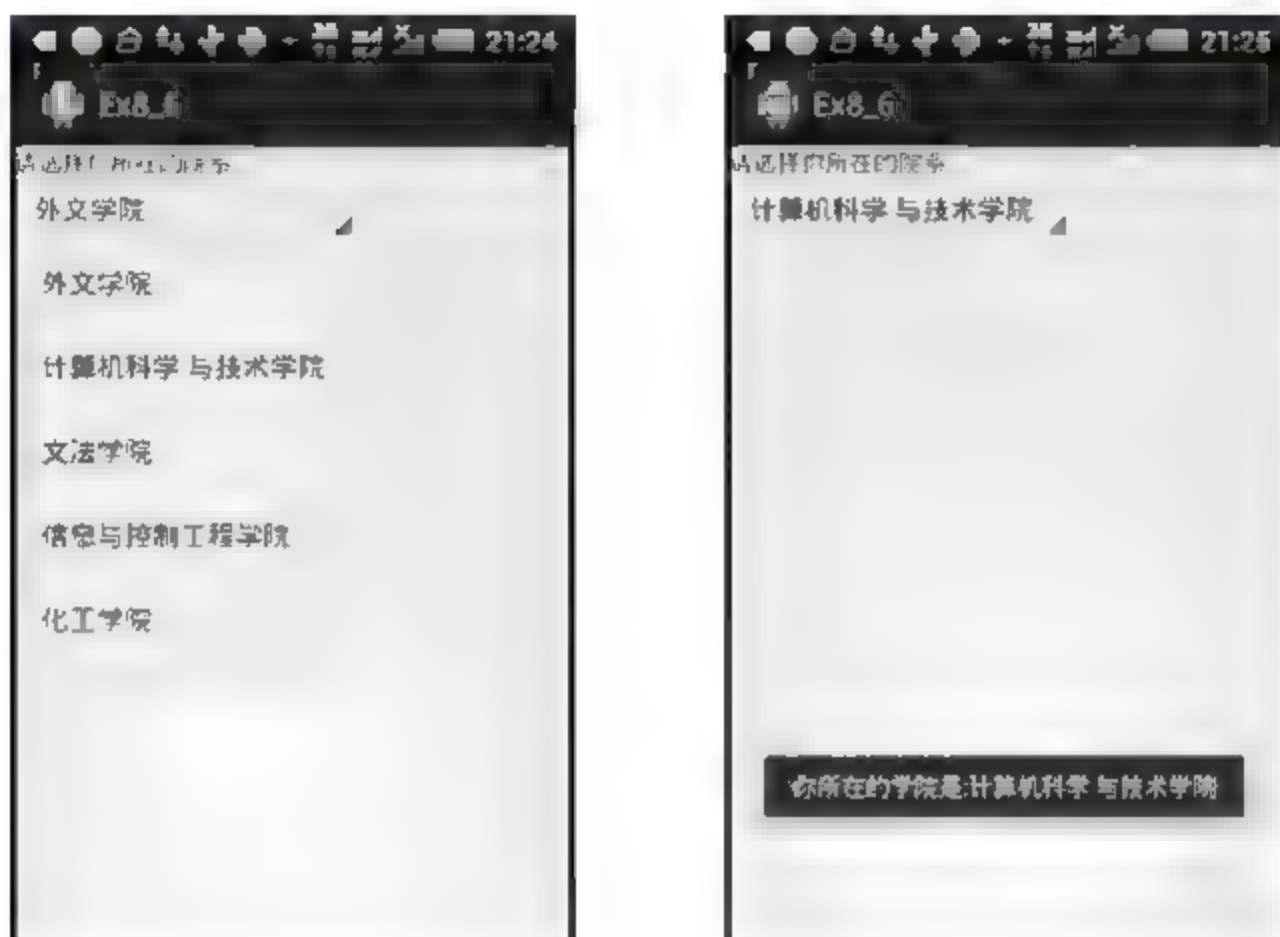 21:24
Ex8_6
外文学院
外文学院
计算机科学 与技术学院
文法学院
信息与控制工程学院
化工学院
21:25
Ex8_6
请选择你所在的院系
计算机科学 与技术学院
你所在的学院是:计算机科学 与技术学院